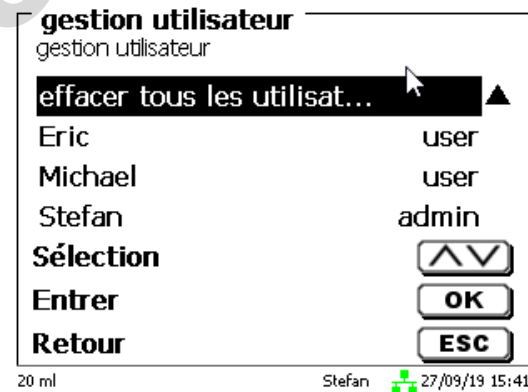 gestion utilisateur
gestion utilisateur
effacer tous les utilisat...
Eric user
Michael user
Stefan admin
Sélection
Entrer OK
Retour ESC
20 ml Stefan 27/09/19 15:41